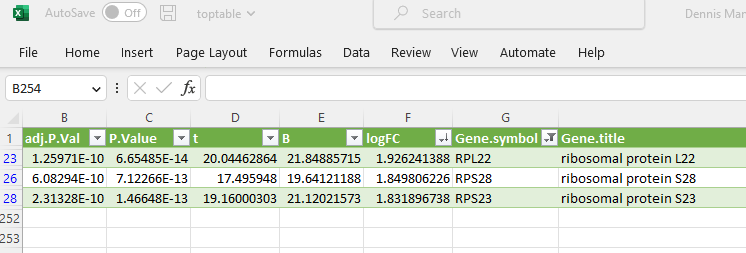 AutoSave Off toptable Search Dennis Mar
File Home Insert Page Layout Formulas Data Review View Automate Help
B254 fx
B C D E F G
1 adj.P.Val P.Value t B logFC Gene.symbol Gene.title
23 1.25971E-10 6.65485E-14 20.04462864 21.84885715 1.926241388 RPL22 ribosomal protein L22
26 6.08294E-10 7.12266E-13 17.495948 19.64121188 1.849806226 RPS28 ribosomal protein S28
28 2.31328E-10 1.46648E-13 19.16000303 21.12021573 1.831896738 RPS23 ribosomal protein S23
252
253